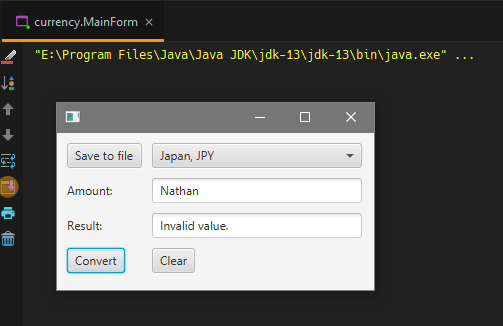 currency.MainForm
"E:\Program Files\Java\Java JDK\jdk-13\jdk-13\bin\java.exe" ...
Save to file Japan, JPY
Amount: Nathan
Result: Invalid value.
Convert Clear